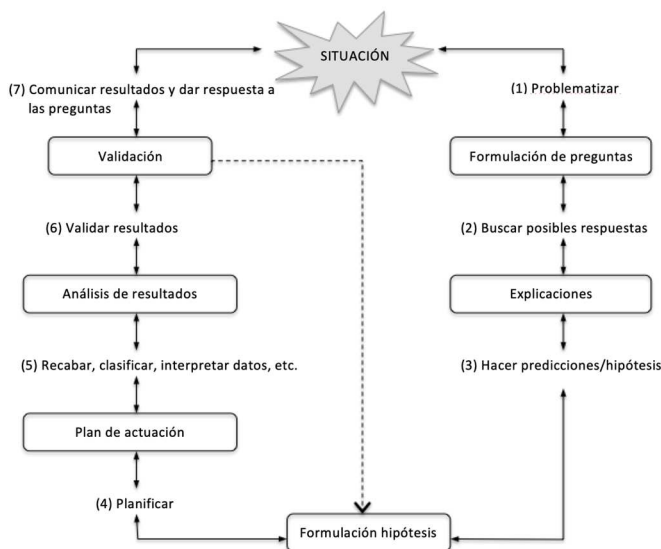 SITUACIÓN
(1) Problematizar
Formulación de preguntas
(2) Buscar posibles respuestas
Explicaciones
(3) Hacer predicciones/hipótesis
Formulación hipótesis
(4) Planificar
Plan de actuación
(5) Recabar, clasificar, interpretar datos, etc.
Análisis de resultados
(6) Validar resultados
Validación
(7) Comunicar resultados y dar respuesta a
las preguntas